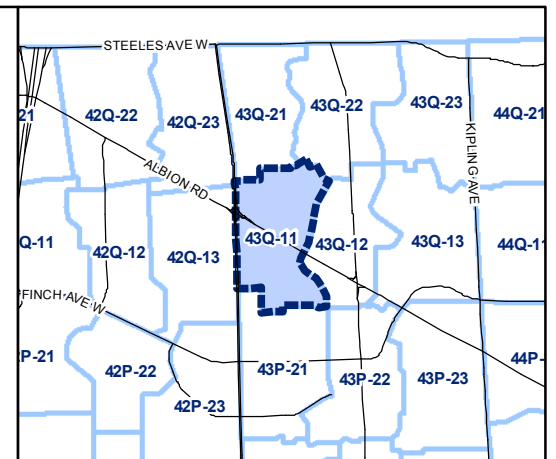 STEELES AVE W
21
42Q-22
42Q-23
43Q-21
43Q-22
43Q-23
44Q-21
ALBION RD
KIPLING AVE
Q-11
42Q-12
42Q-13
43Q-11
43Q-12
43Q-13
44Q-11
FINCH AVE W
P-21
42P-22
42P-23
43P-21
43P-22
43P-23
44P-